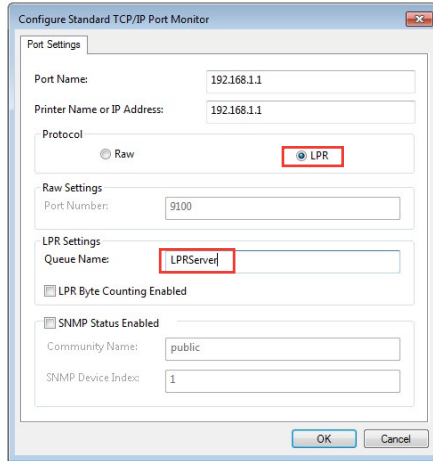 Configure Standard TCP/IP Port Monitor
Port Settings
Port Name: 192.168.1.1
Printer Name or IP Address: 192.168.1.1
Protocol
Raw LPR
Raw Settings
Port Number: 9100
LPR Settings
Queue Name: LPRServer
LPR Byte Counting Enabled
SNMP Status Enabled
Community Name: public
SNMP Device Index: 1
OK Cancel